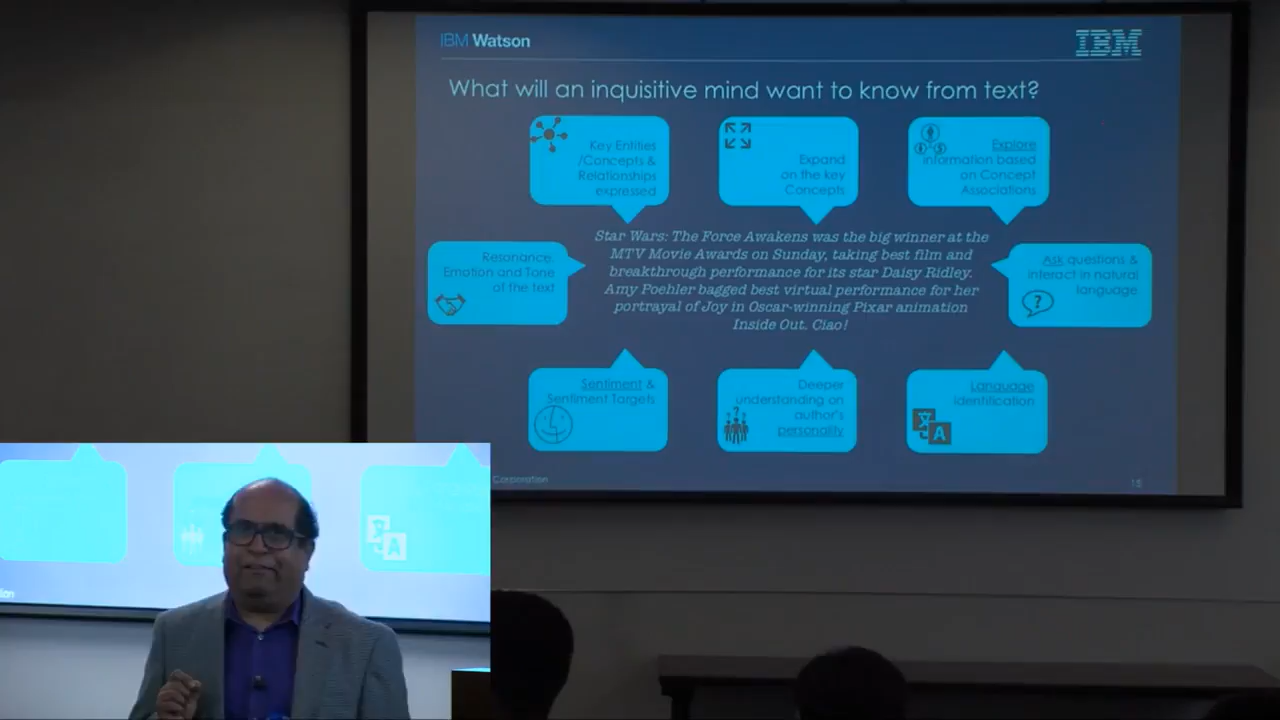 IBM Watson
IBM
What will an inquisitive mind want to know from text?
Key Entities
/Concepts &
Relationships
expressed
Expand
on the key
Concepts
Explore
information based
on Concept
Associations
Resonance,
Emotion and Tone
of the text
Star Wars: The Force Awakens was the big winner at the
MTV Movie Awards on Sunday, taking best film and
breakthrough performance for its star Daisy Ridley.
Amy Poehler bagged best virtual performance for her
portrayal of Joy in Oscar-winning Pixar animation
Inside Out. Ciao!
Ask questions &
interact in natural
language.
?
Sentiment &
Sentiment Targets
Deeper
understanding on
author's
personality
Language
identification
A
Corporation
15
A